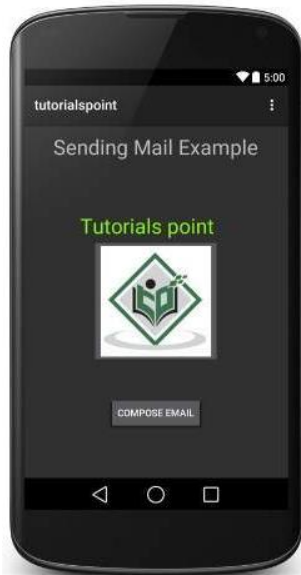 5:00
tutorialspoint
Sending Mail Example
Tutorials point
COMPOSE EMAIL